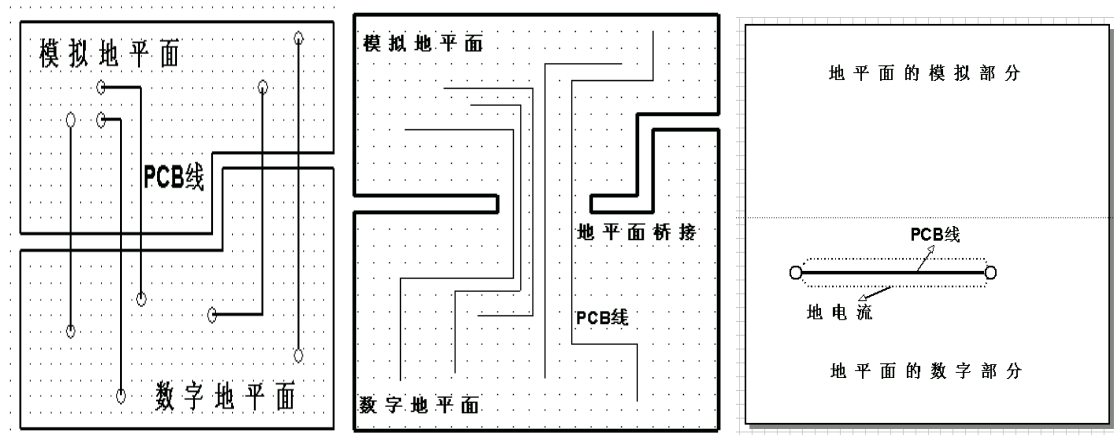 模拟地平面
PCB线
数字地平面
模拟地平面
地平面桥接
PCB线
数字地平面
地平面的模拟部分
PCB线
地电流
地平面的数字部分